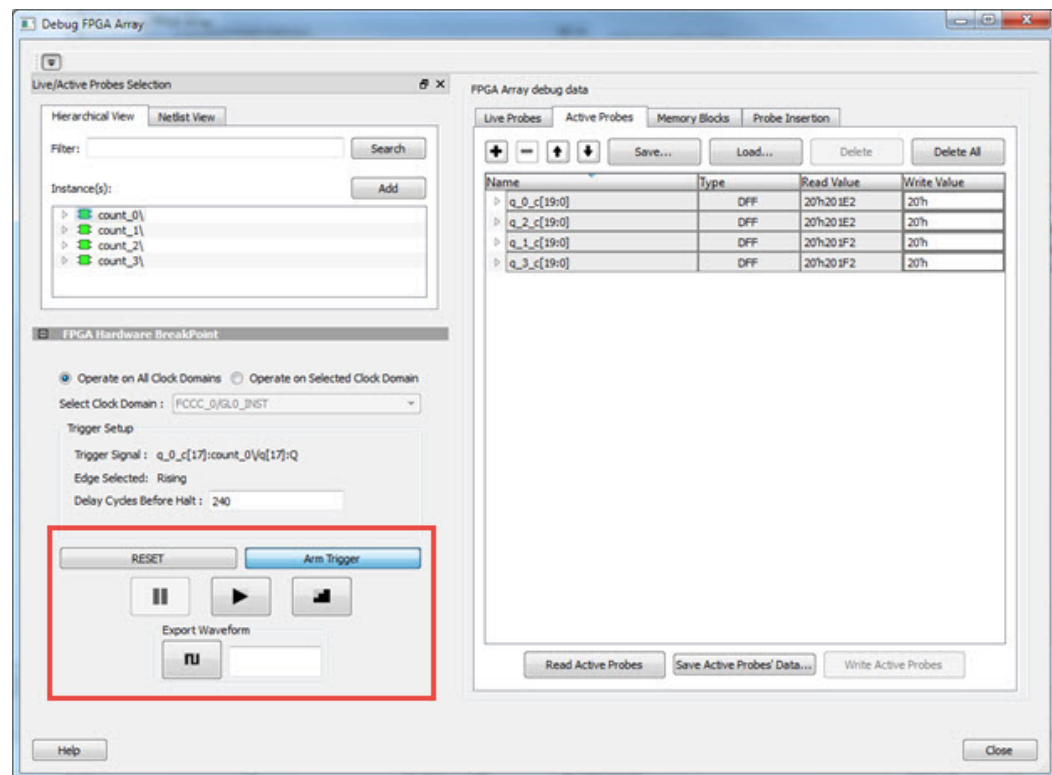 Debug FPGA Array
Live/Active Probes Selection
Hierarchical View Netlist View
Filter: Search
Instance(s): Add
count_0\
count_1\
count_2\
count_3\
FPGA Hardware BreakPoint
Operate on All Clock Domains Operate on Selected Clock Domain
Select Clock Domain : FCCC_0/GL0_INST
Trigger Setup
Trigger Signal : q_0_c[17]:count_0\/q[17]:Q
Edge Selected: Rising
Delay Cycles Before Halt : 240
RESET Arm Trigger
Export Waveform
FPGA Array debug data
Live Probes Active Probes Memory Blocks Probe Insertion
Save... Load... Delete Delete All
Name Type Read Value Write Value
q_0_c[19:0] DFF 20'h201E2 20'h
q_2_c[19:0] DFF 20'h201E2 20'h
q_1_c[19:0] DFF 20'h201F2 20'h
q_3_c[19:0] DFF 20'h201F2 20'h
Read Active Probes Save Active Probes' Data... Write Active Probes
Help Close